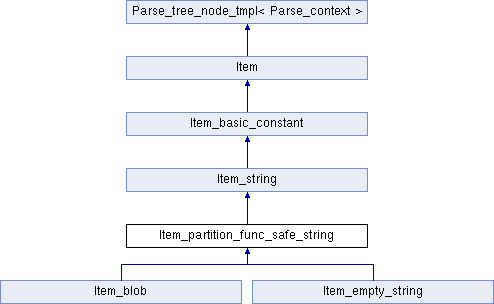 Parse_tree_node_tmpl< Parse_context >
Item
Item_basic_constant
Item_string
Item_partition_func_safe_string
Item_blob
Item_empty_string